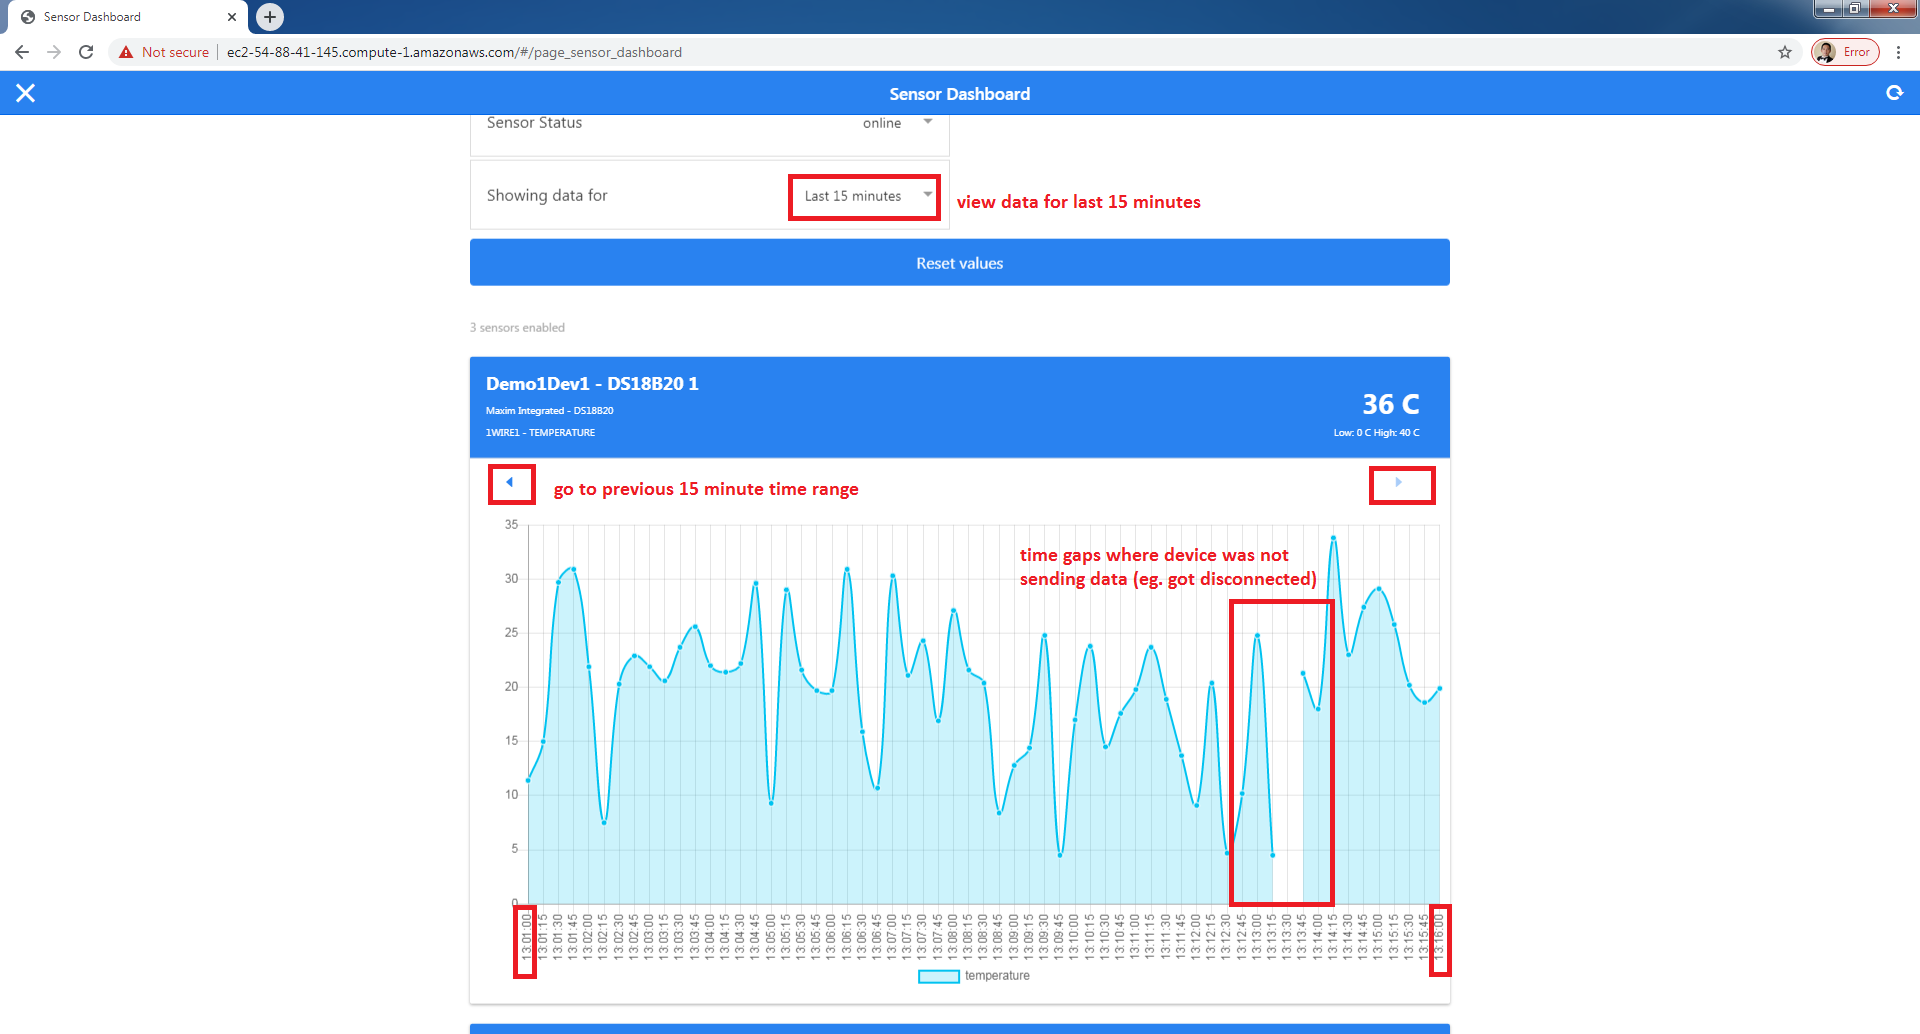 Sensor Dashboard
Not secure ec2-54-88-41-145.compute-1.amazonaws.com/#/page_sensor_dashboard Error
Sensor Dashboard
Sensor Status online
Showing data for Last 15 minutes view data for last 15 minutes
Reset values
3 sensors enabled
Demo1Dev1 - DS18B20 1
36 C
Maxim Integrated - DS18B20
1WIRE1 - TEMPERATURE Low: 0 C High: 40 C
go to previous 15 minute time range
time gaps where device was not
sending data (eg. got disconnected)
35
30
25
20
15
10
5
0
13:01:00 13:01:15 13:01:30 13:01:45 13:02:00 13:02:15 13:02:30 13:02:45 13:03:00 13:03:15 13:03:30 13:03:45 13:04:00 13:04:15 13:04:30 13:04:45 13:05:00 13:05:15 13:05:30 13:05:45 13:06:00 13:06:15 13:06:30 13:06:45 13:07:00 13:07:15 13:07:30 13:07:45 13:08:00 13:08:15 13:08:30 13:08:45 13:09:00 13:09:15 13:09:30 13:09:45 13:10:00 13:10:15 13:10:30 13:10:45 13:11:00 13:11:15 13:11:30 13:11:45 13:12:00 13:12:15 13:12:30 13:12:45 13:13:00 13:13:15 13:13:30 13:13:45 13:14:00 13:14:15 13:14:30 13:14:45 13:15:00 13:15:15 13:15:30 13:15:45 13:16:00
temperature